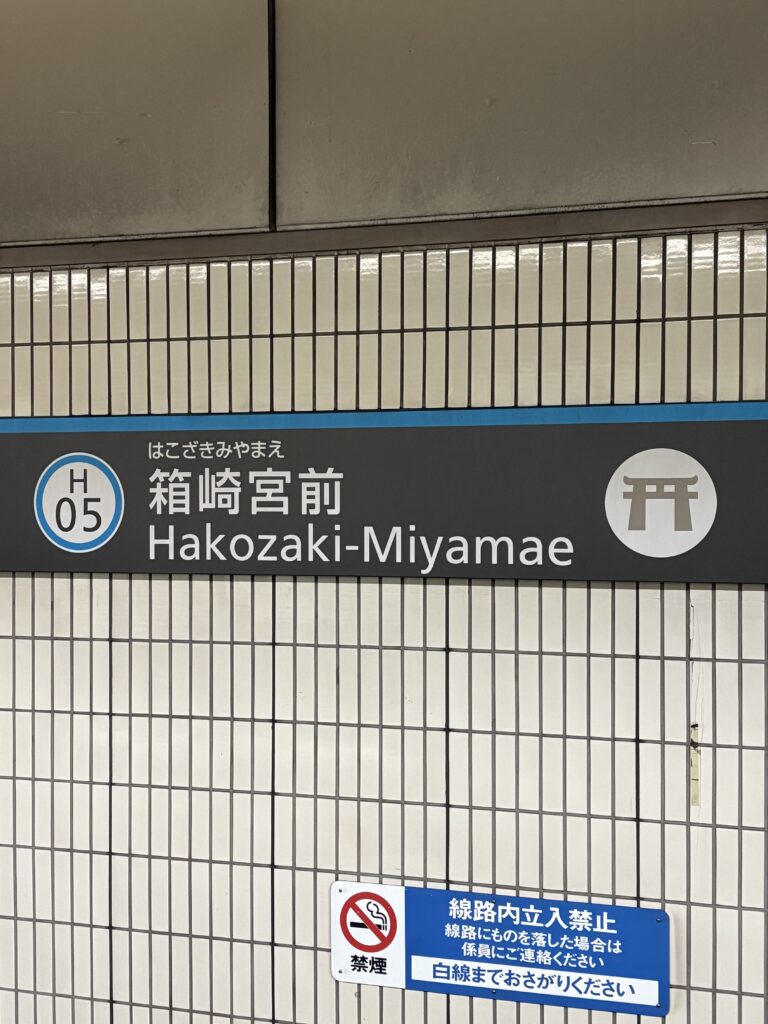 H
05
はこざきみやまえ
箱崎宮前
Hakozaki-Miyamae
禁煙
線路内立入禁止
線路にものを落した場合は
係員にご連絡ください
白線までおさがりください